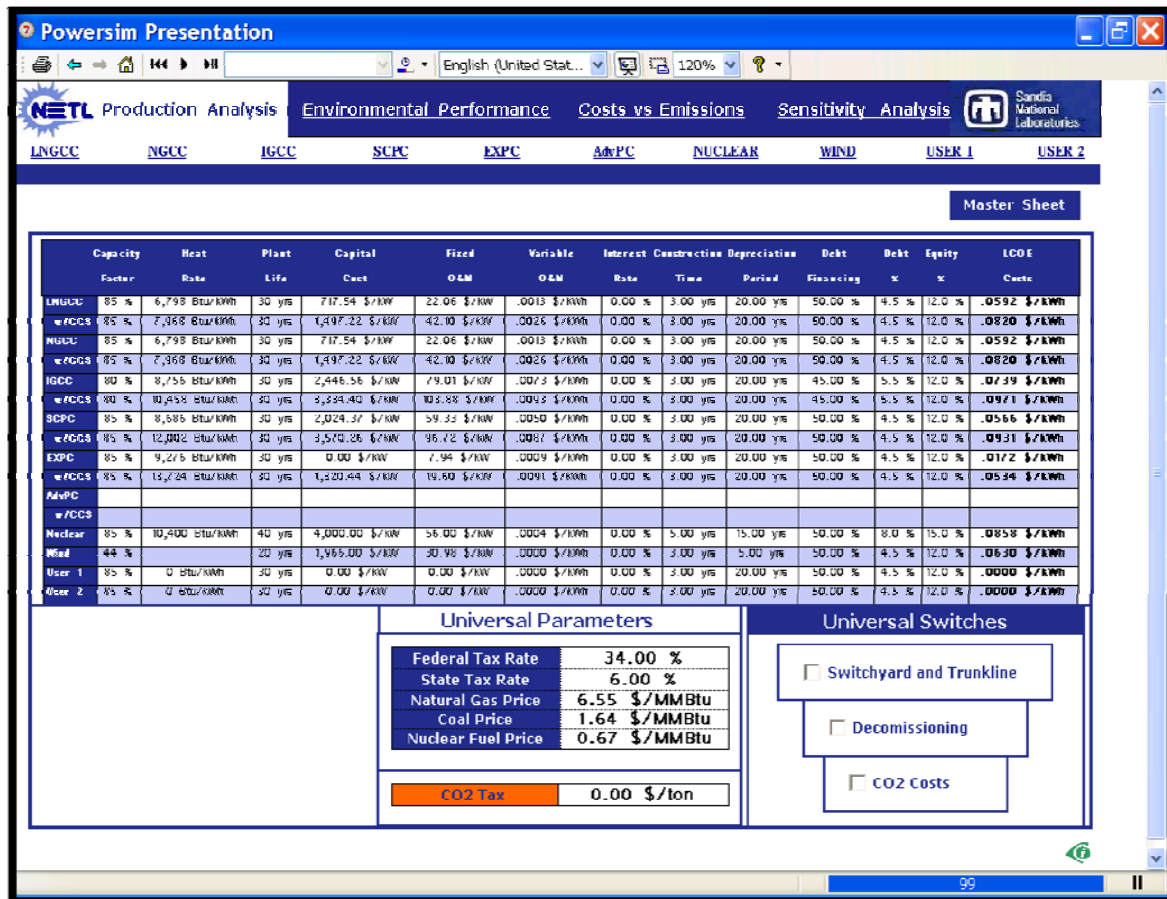 Powersim Presentation
English (United Stat... 120%
NETL Production Analysis Environmental Performance Costs vs Emissions Sensitivity Analysis Sandia National Laboratories
LNGCC NGCC IGCC SCPC EXPC AdvPC NUCLEAR WIND USER 1 USER 2
Master Sheet
Capacity Heat Plant Capital Fixed Variable Interest Construction Depreciation Debt Debt Equity LCOE
Factor Rate Life Cost O&M O&M Rate Time Period Financing % % Costs
LNGCC 85 % 6,798 Btu/kWh 30 yrs 717.54 $/kW 22.06 $/kW .0013 $/kWh 0.00 % 3.00 yrs 20.00 yrs 50.00 % 4.5 % 12.0 % .0592 $/kWh
w/CCS 85 % 7,968 Btu/kWh 30 yrs 1,497.22 $/kW 42.10 $/kW .0026 $/kWh 0.00 % 3.00 yrs 20.00 yrs 50.00 % 4.5 % 12.0 % .0820 $/kWh
NGCC 85 % 6,798 Btu/kWh 30 yrs 717.54 $/kW 22.06 $/kW .0013 $/kWh 0.00 % 3.00 yrs 20.00 yrs 50.00 % 4.5 % 12.0 % .0592 $/kWh
w/CCS 85 % 7,968 Btu/kWh 30 yrs 1,497.22 $/kW 42.10 $/kW .0026 $/kWh 0.00 % 3.00 yrs 20.00 yrs 50.00 % 4.5 % 12.0 % .0820 $/kWh
IGCC 80 % 8,756 Btu/kWh 30 yrs 2,446.56 $/kW 79.01 $/kW .0073 $/kWh 0.00 % 3.00 yrs 20.00 yrs 45.00 % 5.5 % 12.0 % .0739 $/kWh
w/CCS 80 % 10,458 Btu/kWh 30 yrs 3,334.40 $/kW 103.88 $/kW .0093 $/kWh 0.00 % 3.00 yrs 20.00 yrs 45.00 % 5.5 % 12.0 % .0971 $/kWh
SCPC 85 % 8,686 Btu/kWh 30 yrs 2,024.37 $/kW 59.33 $/kW .0050 $/kWh 0.00 % 3.00 yrs 20.00 yrs 50.00 % 4.5 % 12.0 % .0566 $/kWh
w/CCS 85 % 12,002 Btu/kWh 30 yrs 3,570.26 $/kW 96.72 $/kW .0087 $/kWh 0.00 % 3.00 yrs 20.00 yrs 50.00 % 4.5 % 12.0 % .0931 $/kWh
EXPC 85 % 9,276 Btu/kWh 30 yrs 0.00 $/kW 7.94 $/kW .0009 $/kWh 0.00 % 3.00 yrs 20.00 yrs 50.00 % 4.5 % 12.0 % .0172 $/kWh
w/CCS 85 % 13,724 Btu/kWh 30 yrs 1,320.44 $/kW 19.60 $/kW .0091 $/kWh 0.00 % 3.00 yrs 20.00 yrs 50.00 % 4.5 % 12.0 % .0534 $/kWh
AdvPC
w/CCS
Nuclear 85 % 10,400 Btu/kWh 40 yrs 4,000.00 $/kW 56.00 $/kW .0004 $/kWh 0.00 % 5.00 yrs 15.00 yrs 50.00 % 8.0 % 15.0 % .0858 $/kWh
Wind 44 % 20 yrs 1,966.00 $/kW 30.98 $/kW .0000 $/kWh 0.00 % 3.00 yrs 5.00 yrs 50.00 % 4.5 % 12.0 % .0630 $/kWh
User 1 85 % 0 Btu/kWh 30 yrs 0.00 $/kW 0.00 $/kW .0000 $/kWh 0.00 % 3.00 yrs 20.00 yrs 50.00 % 4.5 % 12.0 % .0000 $/kWh
User 2 85 % 0 Btu/kWh 30 yrs 0.00 $/kW 0.00 $/kW .0000 $/kWh 0.00 % 3.00 yrs 20.00 yrs 50.00 % 4.5 % 12.0 % .0000 $/kWh
Universal Parameters
Federal Tax Rate 34.00 %
State Tax Rate 6.00 %
Natural Gas Price 6.55 $/MMBtu
Coal Price 1.64 $/MMBtu
Nuclear Fuel Price 0.67 $/MMBtu
CO2 Tax 0.00 $/ton
Universal Switches
Switchyard and Trunkline
Decomissioning
CO2 Costs
99